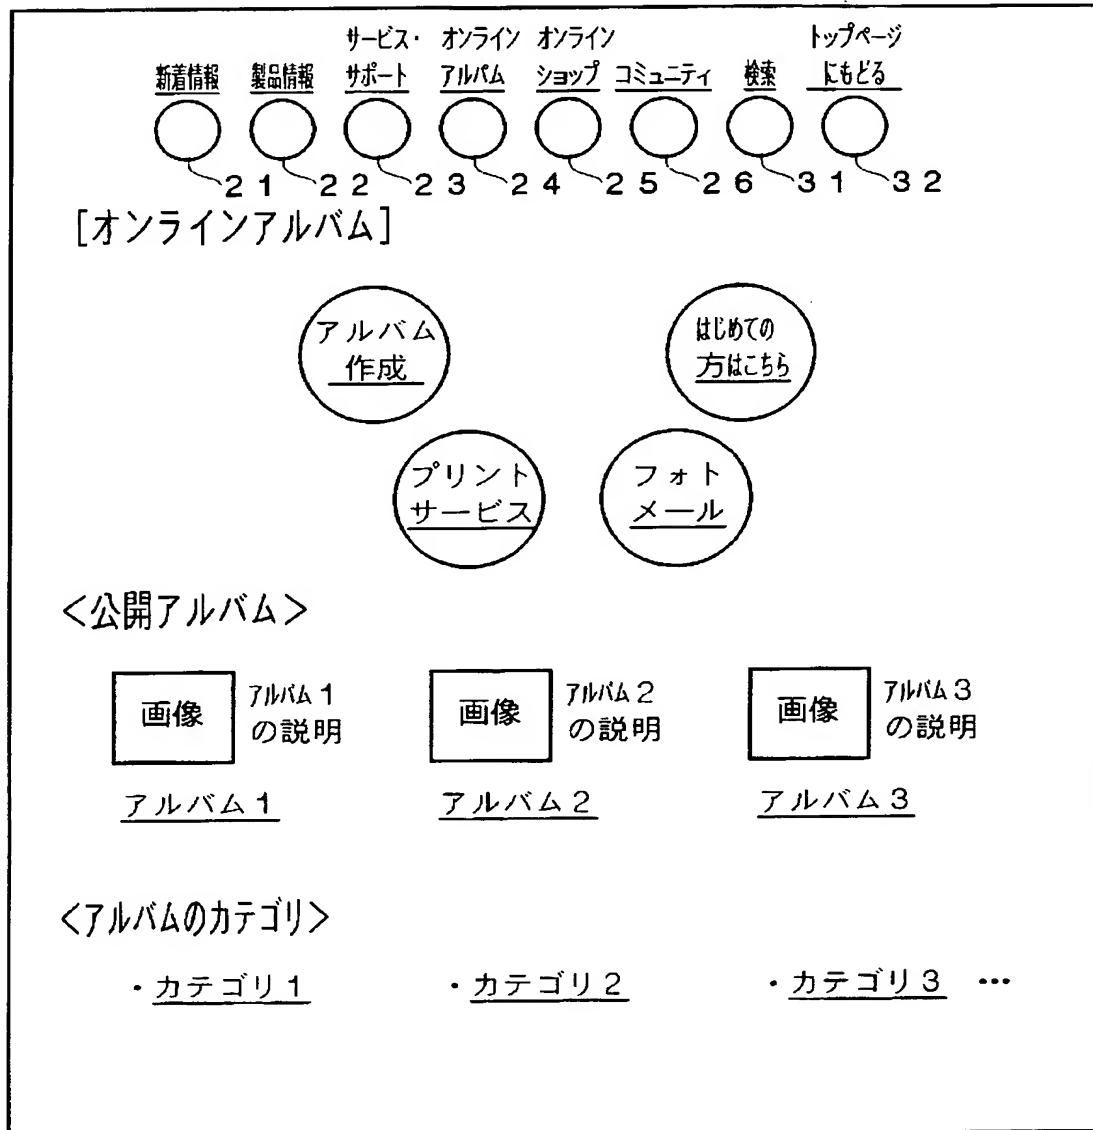 サービス・ オンライン オンライン トップページ
新着情報 製品情報 サポート アルバム ショップ コミュニティ 検索 にもどる
21 22 23 24 25 26 31 32
[オンラインアルバム]
アルバム はじめての
作成 方はこちら
プリント フォト
サービス メール
<公開アルバム>
画像 アルバム1 画像 アルバム2 画像 アルバム3
の説明 の説明 の説明
アルバム1 アルバム2 アルバム3
<アルバムのカテゴリ>
・カテゴリ1 ・カテゴリ2 ・カテゴリ3 …